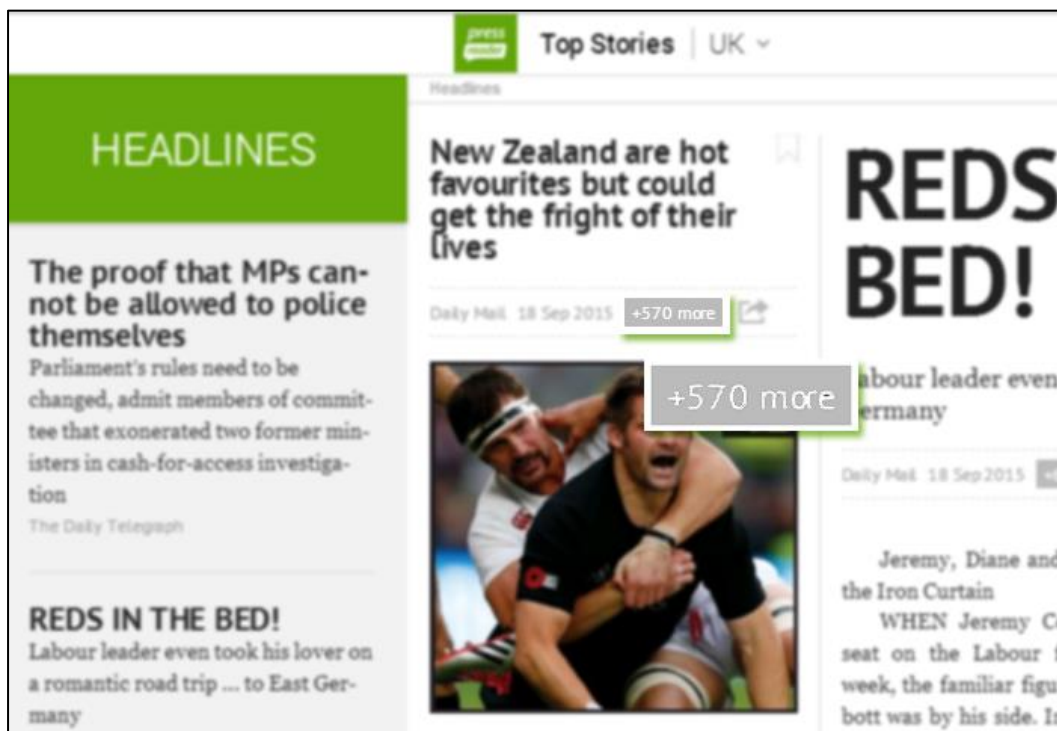 press
reader
Top Stories
UK
Headlines
HEADLINES
The proof that MPs can-
not be allowed to police
themselves
Parliament's rules need to be
changed, admit members of commit-
tee that exonerated two former min-
isters in cash-for-access investiga-
tion
The Daily Telegraph
REDS IN THE BED!
Labour leader even took his lover on
a romantic road trip ... to East Ger-
many
New Zealand are hot
favourites but could
get the fright of their
lives
Daily Mail 18 Sep 2015 +570 more
+570 more
REDS
BED!
abour leader even
ermany
Daily Mail 18 Sep 2015
Jeremy, Diane and
the Iron Curtain
WHEN Jeremy
seat on the Labour
week, the familiar figu
bott was by his side.